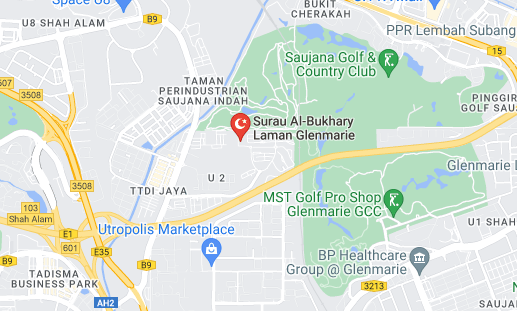 Space U8
U8 SHAH ALAM
B9
BUKIT
CHERAKAH
PPR Lembah Subang
Saujana Golf &
Country Club
TAMAN
PERINDUSTRIAN
SAUJANA INDAH
PINGGIR
GOLF SAUJ
3508
Surau Al-Bukhary
Laman Glenmarie
U 2
TTDI JAYA
3508
Glenmarie
103
Shah Alam
E1
601
E35
Utropolis Marketplace
MST Golf Pro Shop
Glenmarie GCC
U1 SHAH
TADISMA
BUSINESS PARK
B9
BP Healthcare
Group @ Glenmarie
3213
SAUJAN
AH2